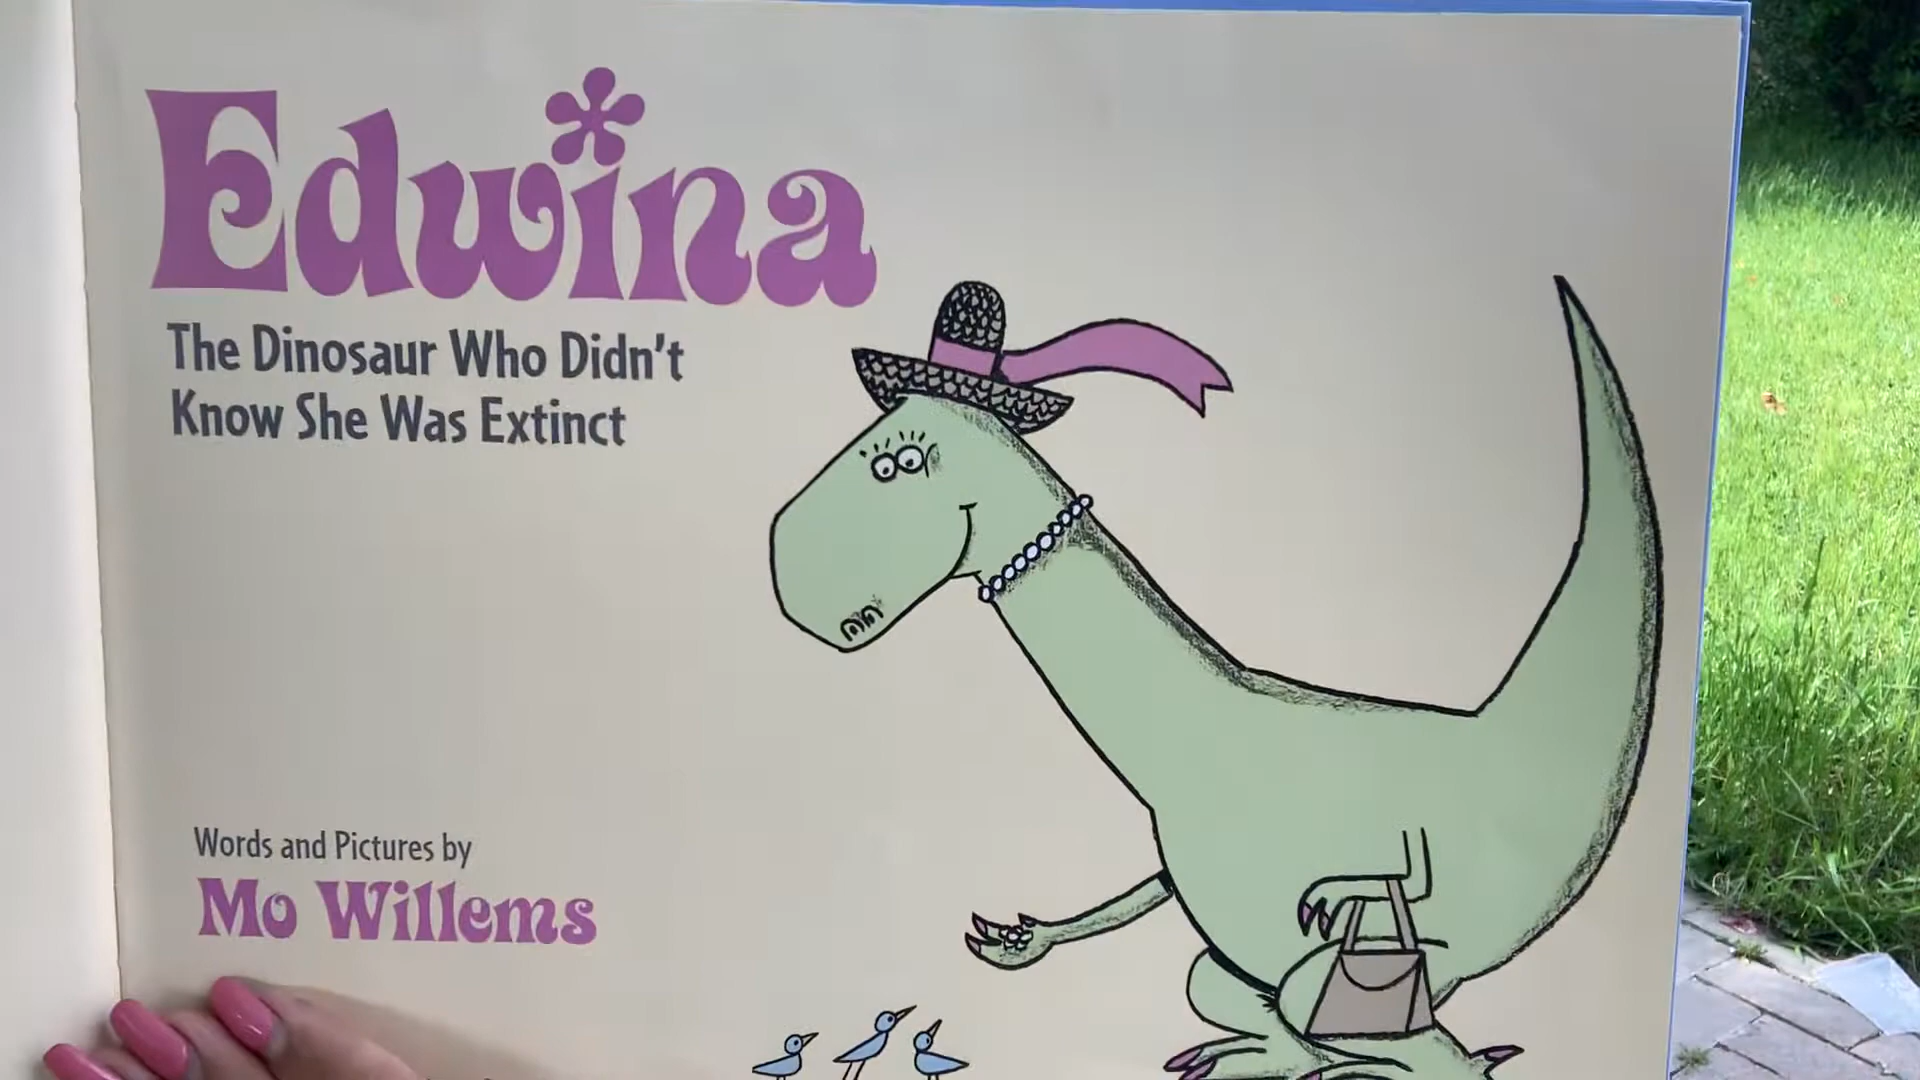 Edwina
The Dinosaur Who Didn't
Know She Was Extinct
Words and Pictures by
Mo Willems